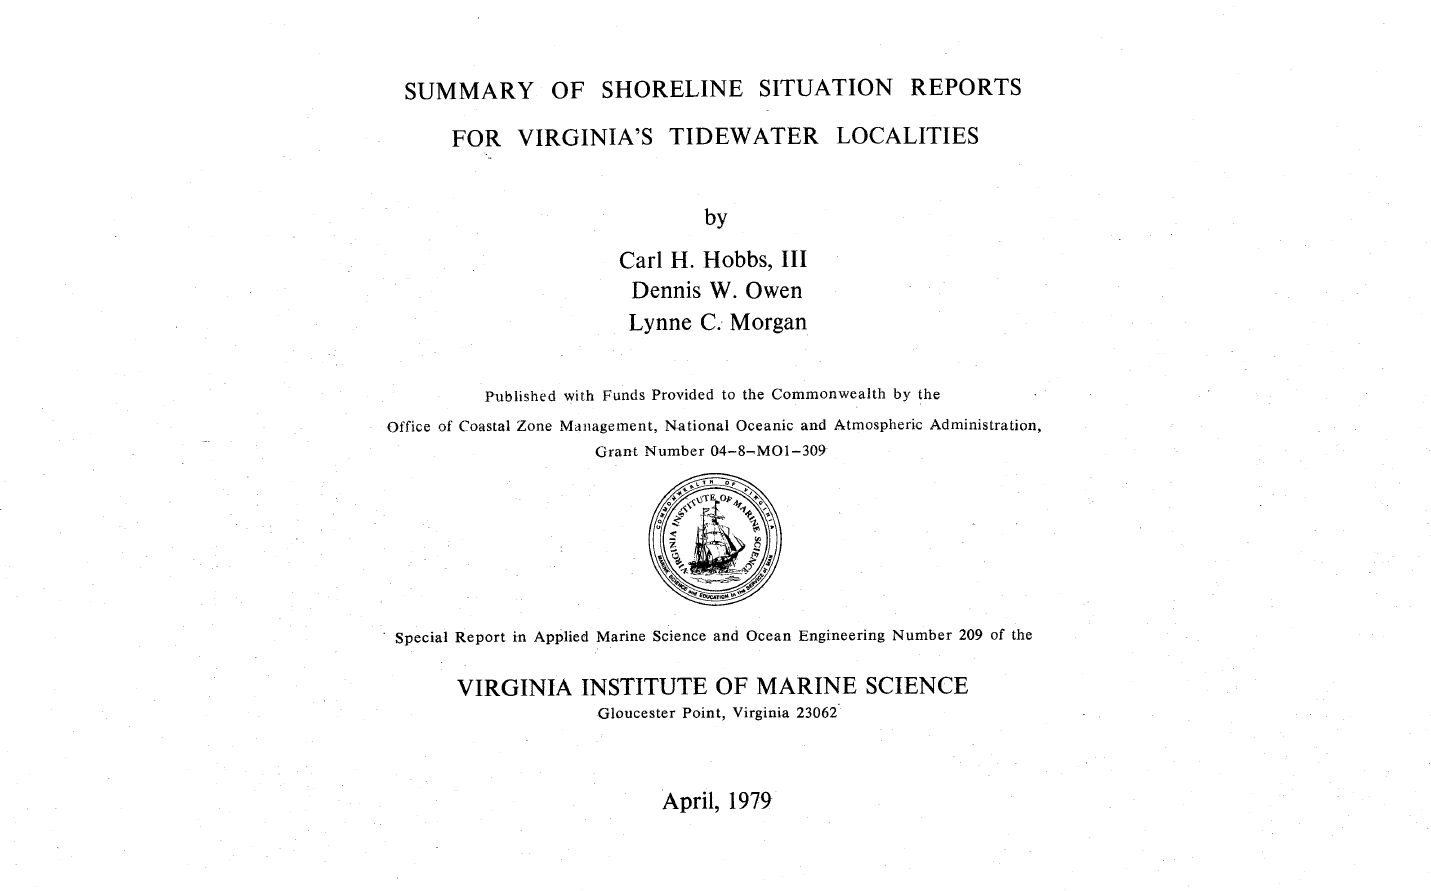 SUMMARY OF SHORELINE SITUATION REPORTS
FOR VIRGINIA'S TIDEWATER LOCALITIES
by
Carl H. Hobbs, III
Dennis W. Owen
Lynne C. Morgan
Published with Funds Provided to the Commonwealth by the
Office of Coastal Zone Management, National Oceanic and Atmospheric Administration,
Grant Number 04–8–MO1–309
COMMONWEALTH OF VIRGINIA
VIRGINIA INSTITUTE OF MARINE SCIENCE
MARINE SCIENCE and EDUCATION in the SERVICE of MAN
Special Report in Applied Marine Science and Ocean Engineering Number 209 of the
VIRGINIA INSTITUTE OF MARINE SCIENCE
Gloucester Point, Virginia 23062
April, 1979